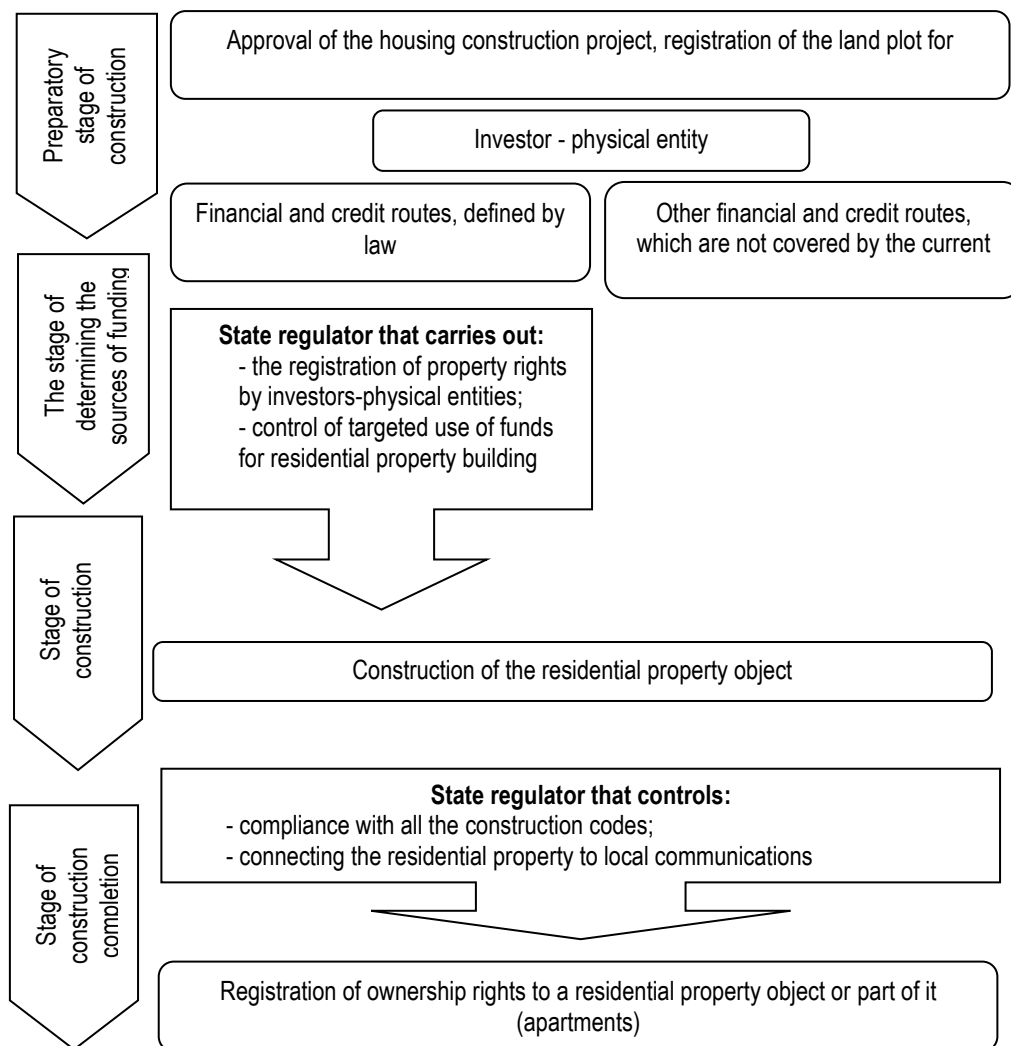 Preparatory
stage of
construction
Approval of the housing construction project, registration of the land plot for
Investor - physical entity
Financial and credit routes, defined by
law
Other financial and credit routes,
which are not covered by the current
The stage of
determining the
sources of funding
State regulator that carries out:
- the registration of property rights
by investors-physical entities;
- control of targeted use of funds
for residential property building
Stage of
construction
Construction of the residential property object
State regulator that controls:
- compliance with all the construction codes;
- connecting the residential property to local communications
Stage of
construction
completion
Registration of ownership rights to a residential property object or part of it
(apartments)